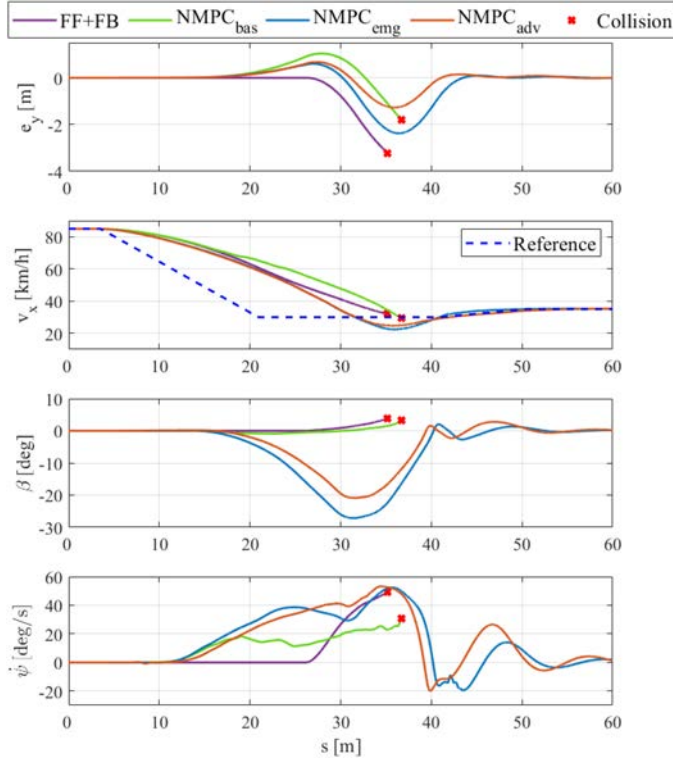 FF+FB NMPC_bas NMPC_emg NMPC_adv Collision
e_y [m]
0
-2
-4
0 10 20 30 40 50 60
v_x [km/h]
80
60
40
20
Reference
0 10 20 30 40 50 60
β [deg]
10
0
-10
-20
-30
0 10 20 30 40 50 60
ψ̇ [deg/s]
60
40
20
0
-20
0 10 20 30 40 50 60
s [m]